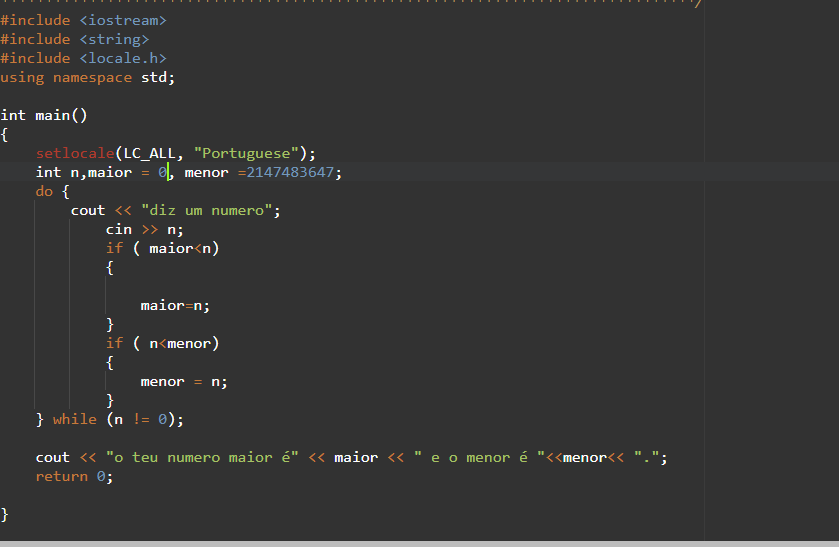 */
#include <iostream>
#include <string>
#include <locale.h>
using namespace std;
int main()
{
setlocale(LC_ALL, "Portuguese");
int n,maior = 0, menor =2147483647;
do {
cout << "diz um numero";
cin >> n;
if ( maior<n)
{
maior=n;
}
if ( n<menor)
{
menor = n;
}
} while (n != 0);
cout << "o teu numero maior é" << maior << " e o menor é "<<menor<< ".";
return 0;
}